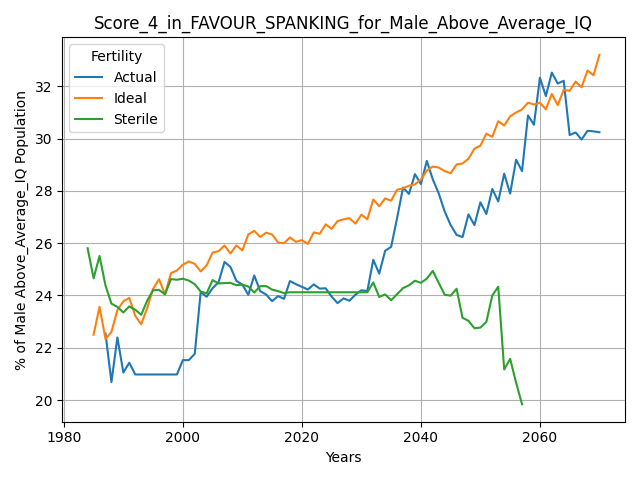 Score_4_in_FAVOUR_SPANKING_for_Male_Above_Average_IQ
Fertility
Actual
Ideal
Sterile
% of Male Above_Average_IQ Population
32
30
28
26
24
22
20
1980
2000
2020
2040
2060
Years